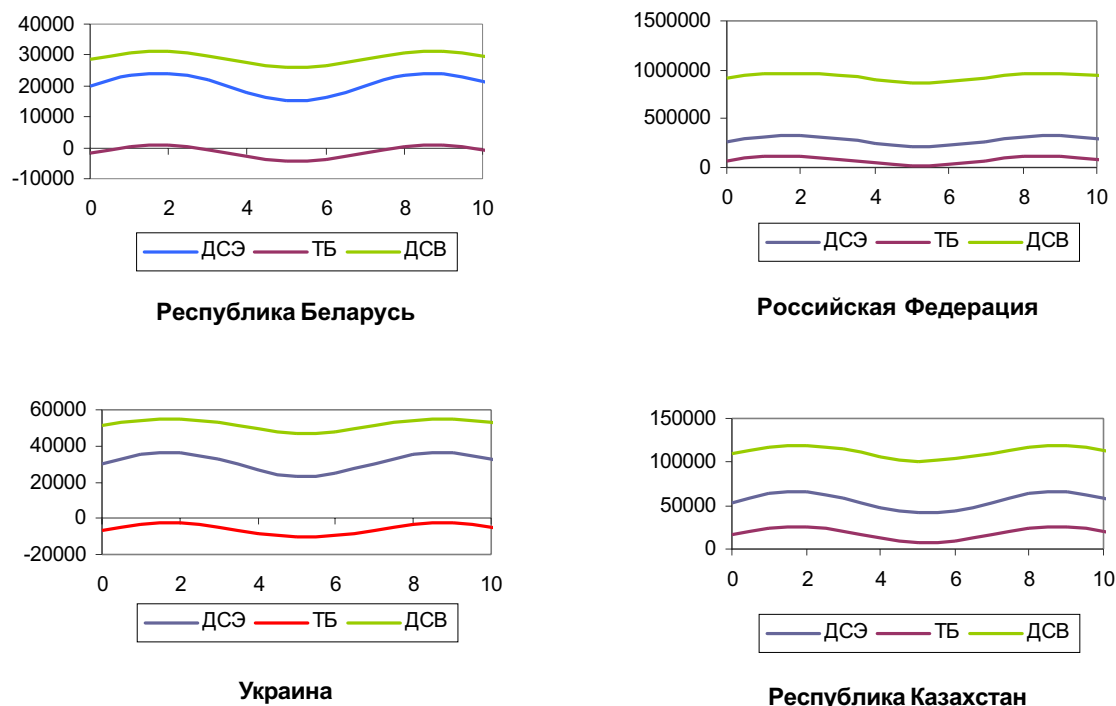 40000
30000
20000
10000
0
-10000
0 2 4 6 8 10
ДСЭ ТБ ДСВ
Республика Беларусь
1500000
1000000
500000
0
0 2 4 6 8 10
ДСЭ ТБ ДСВ
Российская Федерация
60000
40000
20000
0
-20000
0 2 4 6 8 10
ДСЭ ТБ ДСВ
Украина
150000
100000
50000
0
0 2 4 6 8 10
ДСЭ ТБ ДСВ
Республика Казахстан